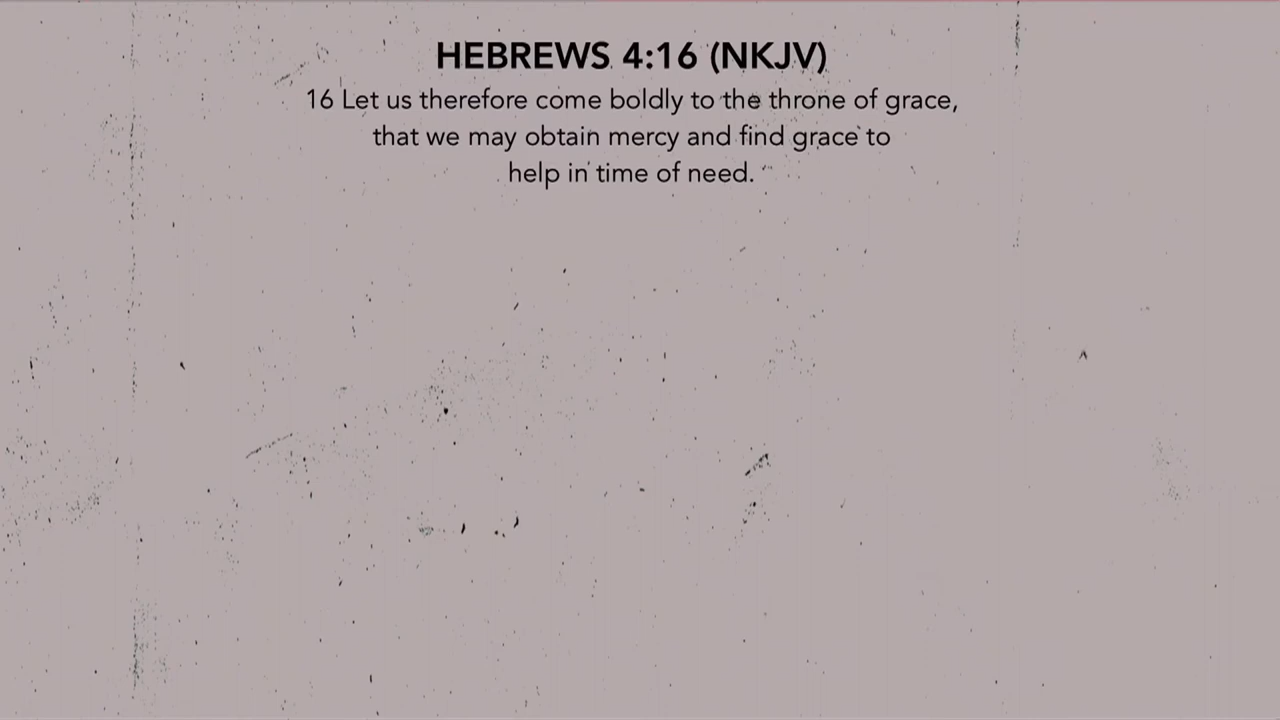 HEBREWS 4:16 (NKJV)
16 Let us therefore come boldly to the throne of grace,
that we may obtain mercy and find grace to
help in time of need.